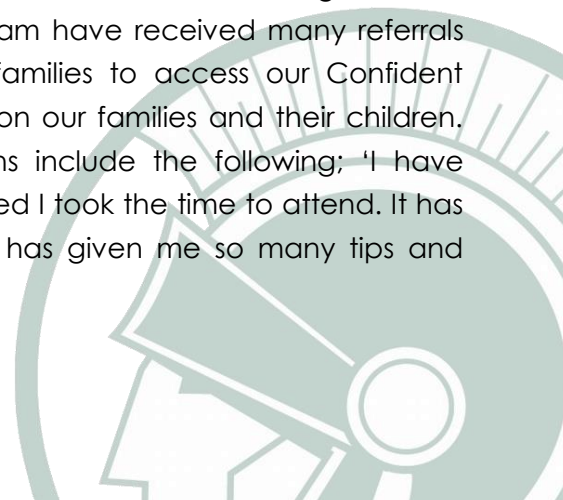 am have received many referrals
families to access our Confident
on our families and their children.
ns include the following; 'I have
ed I took the time to attend. It has
has given me so many tips and